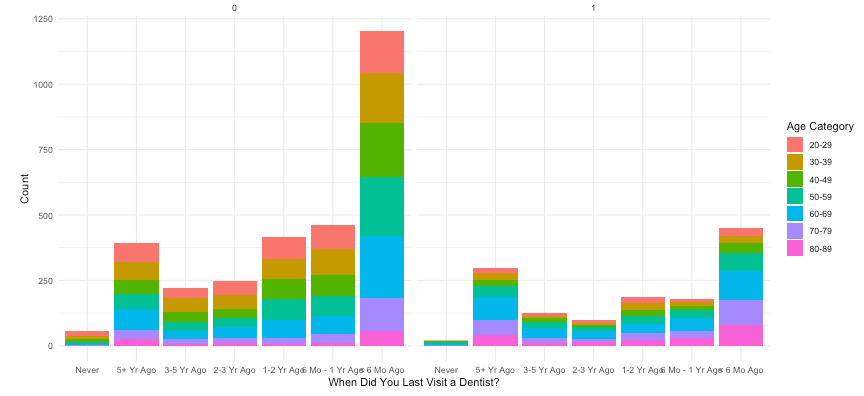 0
1
1250
1000
750
500
250
0
Count
Never
5+ Yr Ago
3-5 Yr Ago
2-3 Yr Ago
1-2 Yr Ago
6 Mo - 1 Yr Ago
< 6 Mo Ago
Never
5+ Yr Ago
3-5 Yr Ago
2-3 Yr Ago
1-2 Yr Ago
6 Mo - 1 Yr Ago
< 6 Mo Ago
When Did You Last Visit a Dentist?
Age Category
20-29
30-39
40-49
50-59
60-69
70-79
80-89